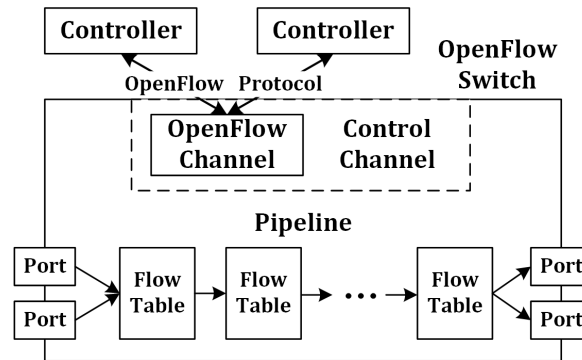 Controller
Controller
OpenFlow
Switch
OpenFlow Protocol
OpenFlow
Channel
Control
Channel
Pipeline
Port
Port
Flow
Table
Flow
Table
...
Flow
Table
Port
Port